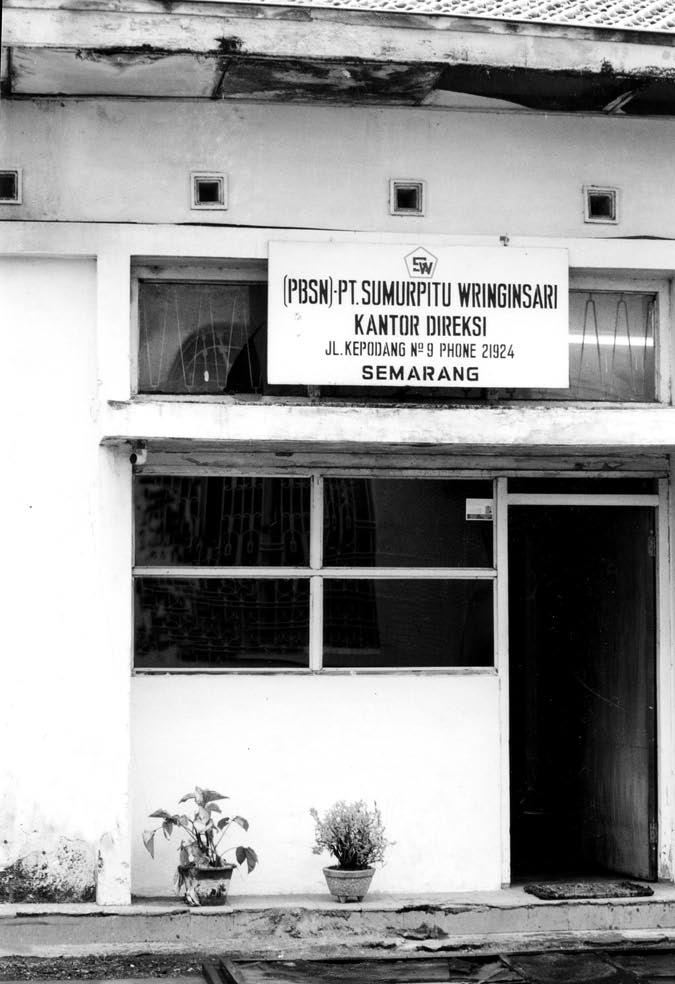 SW
(PBSN)-PT. SUMURPITU WRINGINSARI
KANTOR DIREKSI
JL. KEPODANG Nº 9 PHONE 21924
SEMARANG